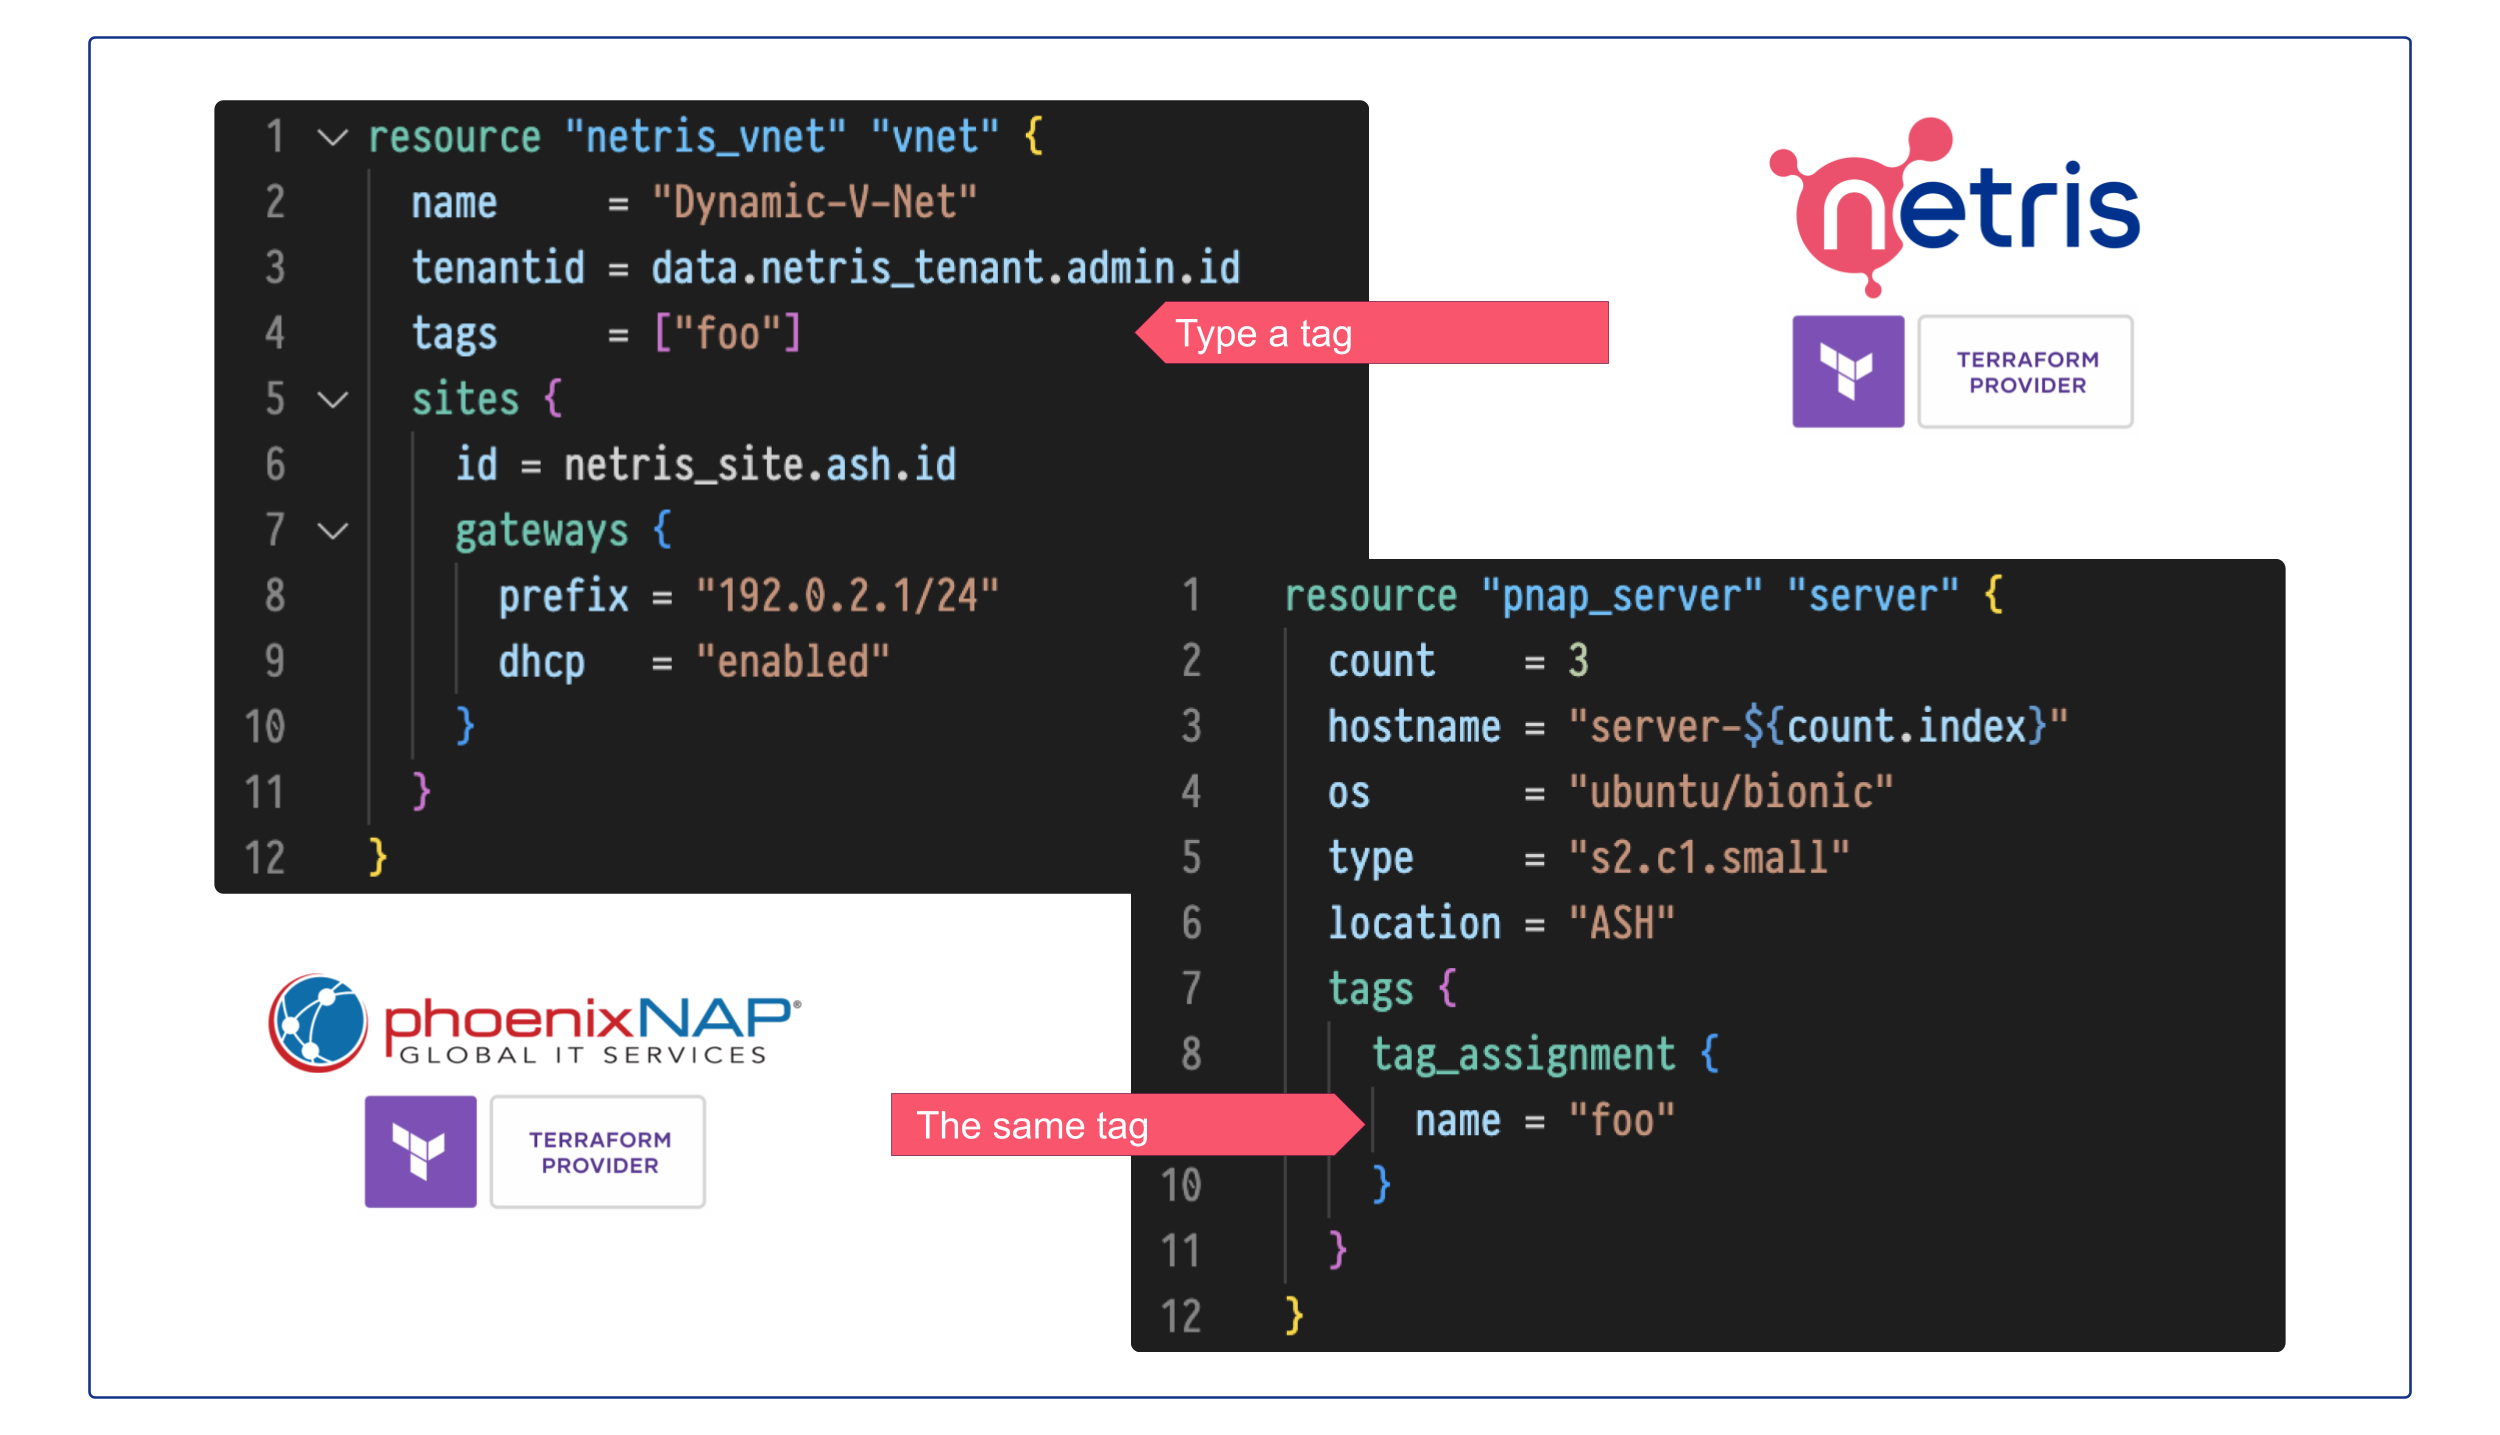 1 resource "netris_vnet" "vnet" {
2 name = "Dynamic-V-Net"
3 tenantid = data.netris_tenant.admin.id
4 tags = ["foo"]
5 sites {
6 id = netris_site.ash.id
7 gateways {
8 prefix = "192.0.2.1/24"
9 dhcp = "enabled"
10 }
11 }
12 }
Type a tag
netris
TERRAFORM
PROVIDER
1 resource "pnap_server" "server" {
2 count = 3
3 hostname = "server-${count.index}"
4 os = "ubuntu/bionic"
5 type = "s2.c1.small"
6 location = "ASH"
7 tags {
8 tag_assignment {
name = "foo"
10 }
11 }
12 }
The same tag
phoenixNAP®
GLOBAL IT SERVICES
TERRAFORM
PROVIDER